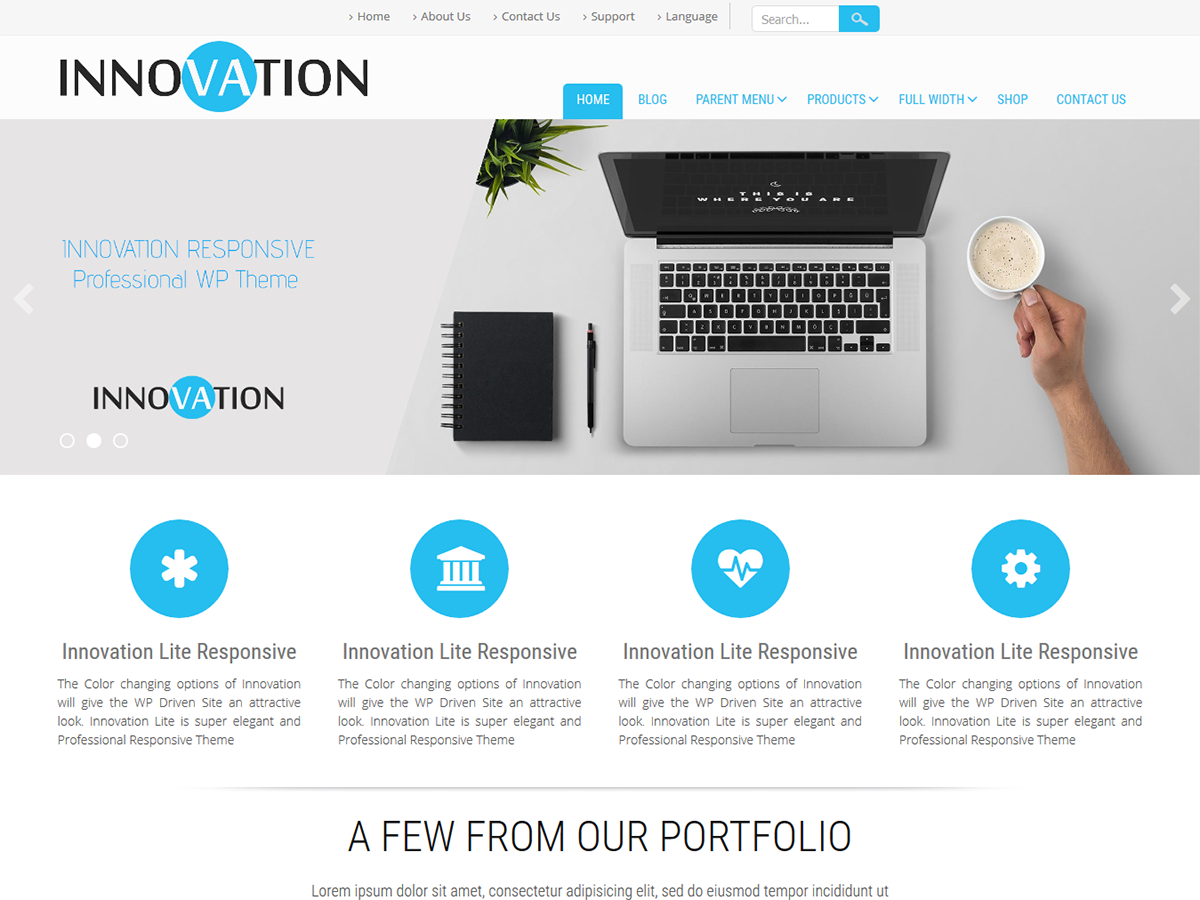 Home
About Us
Contact Us
Support
Language
Search...
INNOVATION
HOME
BLOG
PARENT MENU
PRODUCTS
FULL WIDTH
SHOP
CONTACT US
INNOVATION RESPONSIVE
Professional WP Theme
INNOVATION
THIS IS
WHERE YOU ARE
Innovation Lite Responsive
The Color changing options of Innovation
will give the WP Driven Site an attractive
look. Innovation Lite is super elegant and
Professional Responsive Theme
Innovation Lite Responsive
The Color changing options of Innovation
will give the WP Driven Site an attractive
look. Innovation Lite is super elegant and
Professional Responsive Theme
Innovation Lite Responsive
The Color changing options of Innovation
will give the WP Driven Site an attractive
look. Innovation Lite is super elegant and
Professional Responsive Theme
Innovation Lite Responsive
The Color changing options of Innovation
will give the WP Driven Site an attractive
look. Innovation Lite is super elegant and
Professional Responsive Theme
A FEW FROM OUR PORTFOLIO
Lorem ipsum dolor sit amet, consectetur adipisicing elit, sed do eiusmod tempor incididunt ut